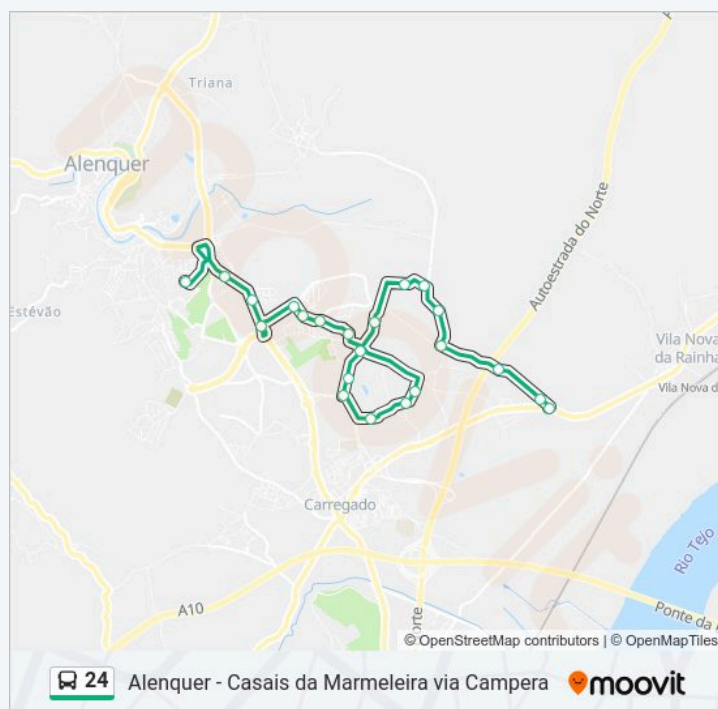 Triana
Alenquer
Estêvão
Autoestrada do Norte
Vila Nova
da Rainha
Vila Nova d
Carregado
Rio Tejo
A10
orte
Ponte da
© OpenStreetMap contributors | © OpenMapTiles
24 Alenquer - Casais da Marmeleira via Campera moovit